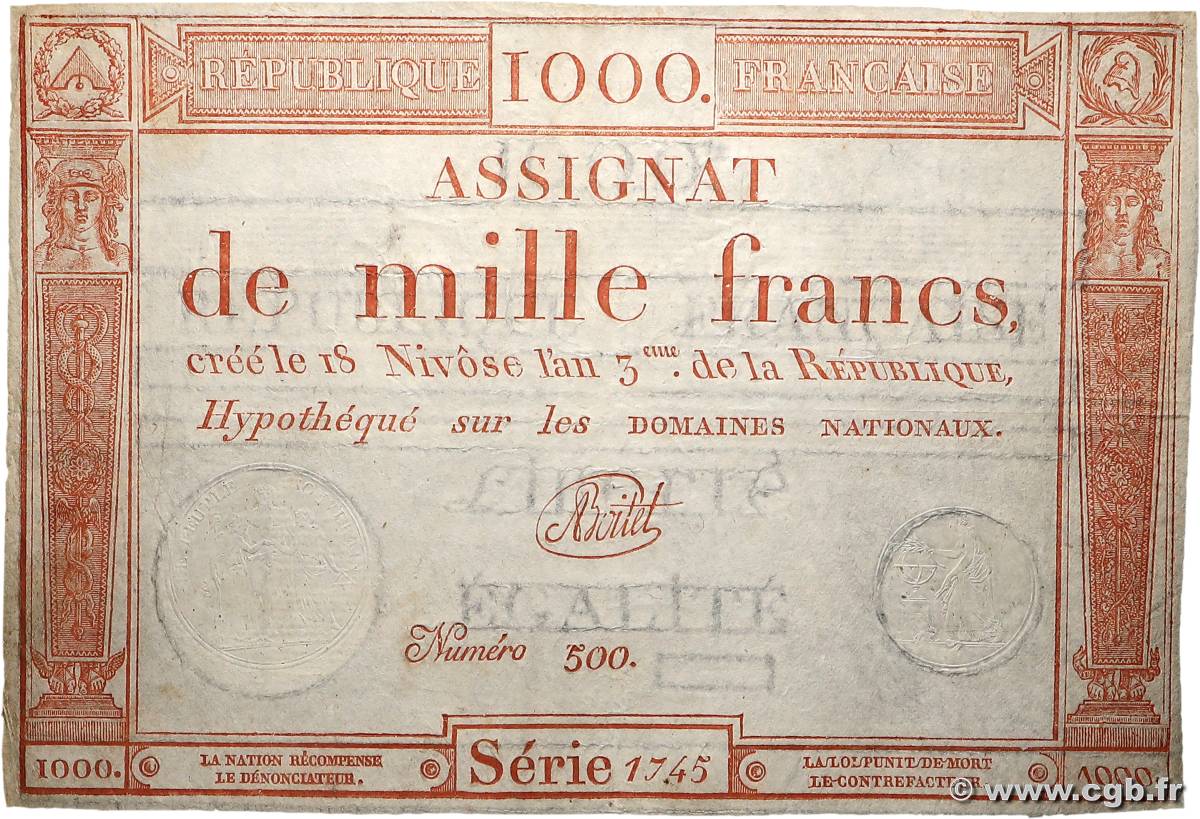 RÉPUBLIQUE 1000. FRANCAISE
ASSIGNAT
de mille francs,
créé le 18 Nivôse l'an 3eme. de la RÉPUBLIQUE,
Hypothéqué sur les DOMAINES NATIONAUX.
ABoitet
ÉGALITÉ
Numéro 500.
1000.
LA NATION RÉCOMPENSE
LE DÉNONCIATEUR.
Série 1745
LA LOI PUNIT DE MORT
LE CONTREFACTEUR.
1000.
© www.cgb.fr